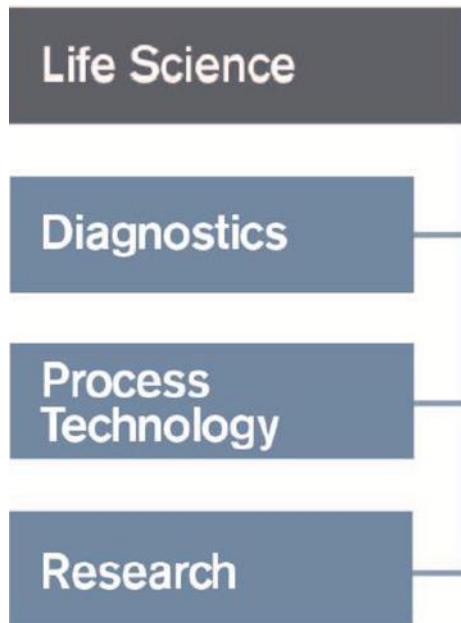 Life Science
Diagnostics
Process
Technology
Research